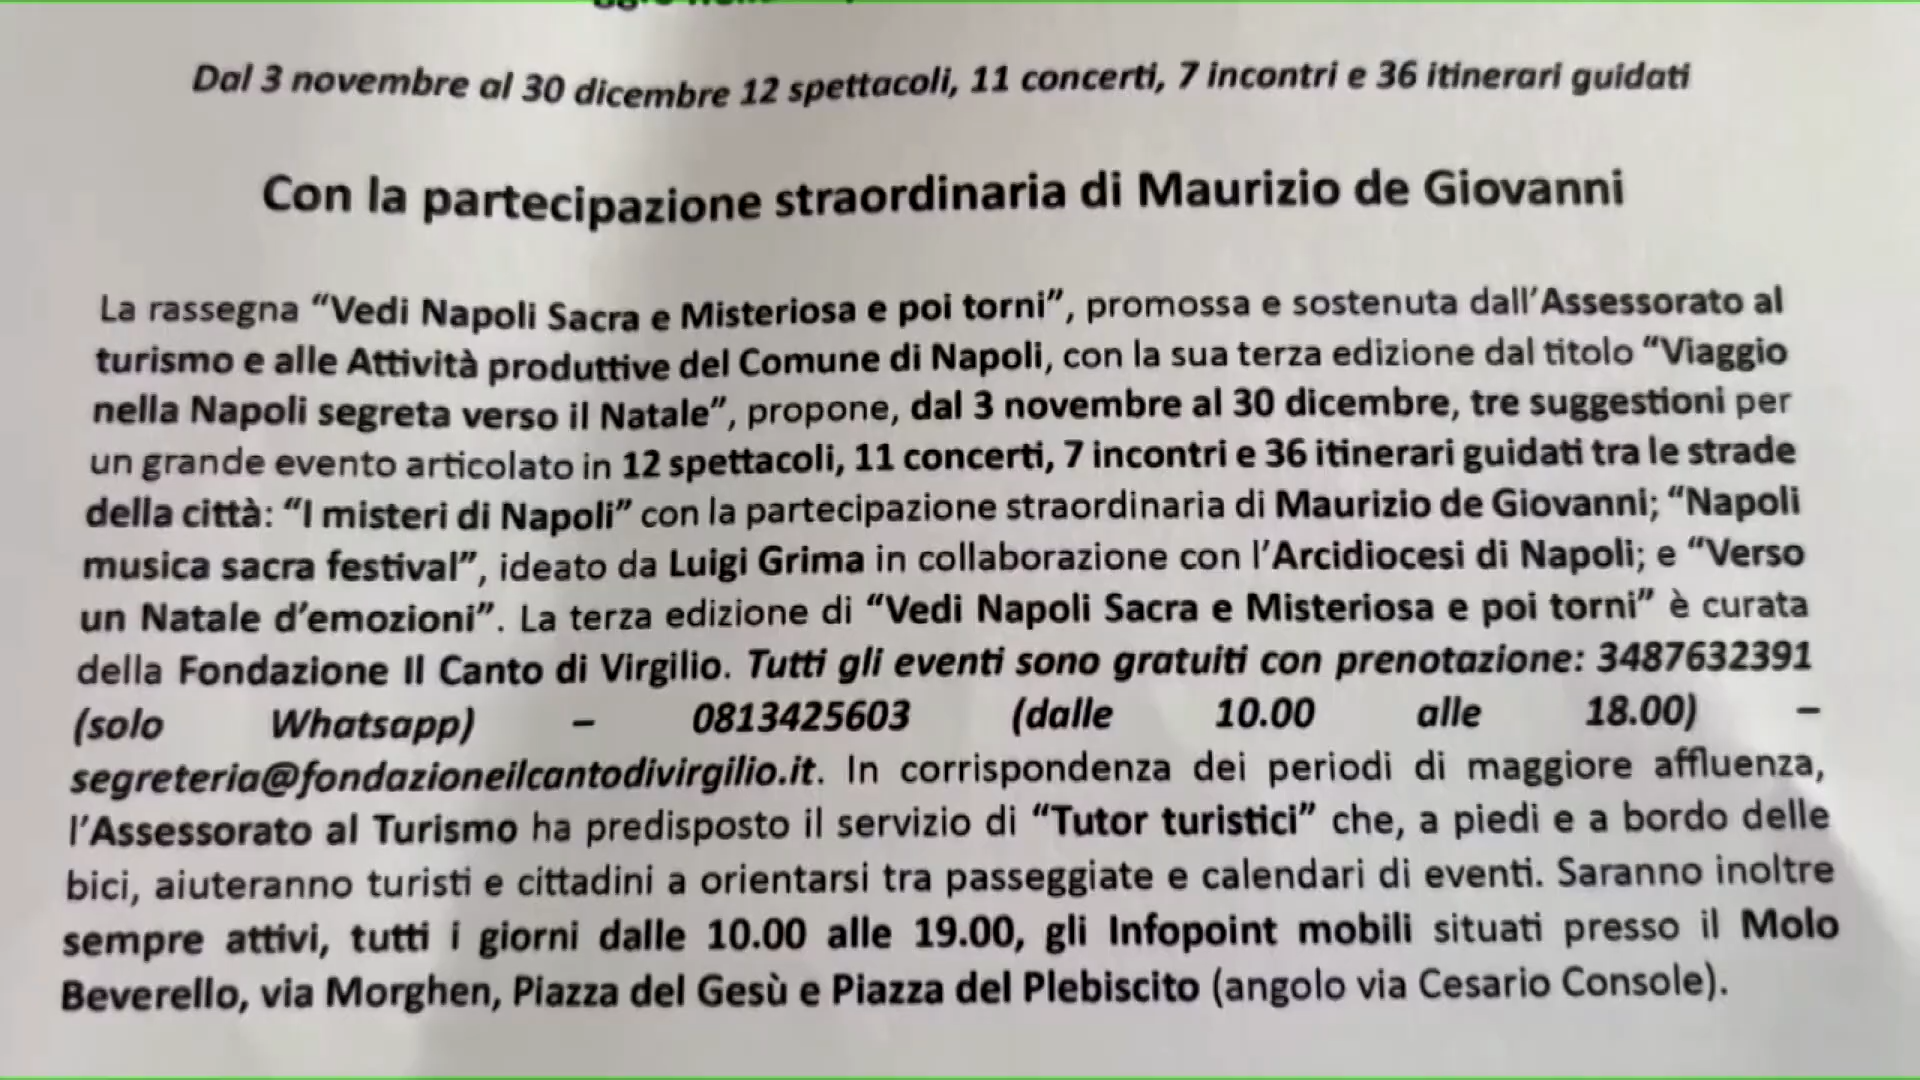 Dal 3 novembre al 30 dicembre 12 spettacoli, 11 concerti, 7 incontri e 36 itinerari guidati
Con la partecipazione straordinaria di Maurizio de Giovanni
La rassegna “Vedi Napoli Sacra e Misteriosa e poi torni”, promossa e sostenuta dall’Assessorato al
turismo e alle Attività produttive del Comune di Napoli, con la sua terza edizione dal titolo “Viaggio
nella Napoli segreta verso il Natale”, propone, dal 3 novembre al 30 dicembre, tre suggestioni per
un grande evento articolato in 12 spettacoli, 11 concerti, 7 incontri e 36 itinerari guidati tra le strade
della città: “I misteri di Napoli” con la partecipazione straordinaria di Maurizio de Giovanni; “Napoli
musica sacra festival”, ideato da Luigi Grima in collaborazione con l’Arcidiocesi di Napoli; e “Verso
un Natale d’emozioni”. La terza edizione di “Vedi Napoli Sacra e Misteriosa e poi torni” è curata
della Fondazione Il Canto di Virgilio. Tutti gli eventi sono gratuiti con prenotazione: 3487632391
(solo Whatsapp) – 0813425603 (dalle 10.00 alle 18.00) –
segreteria@fondazioneilcantodivirgilio.it. In corrispondenza dei periodi di maggiore affluenza,
l’Assessorato al Turismo ha predisposto il servizio di “Tutor turistici” che, a piedi e a bordo delle
bici, aiuteranno turisti e cittadini a orientarsi tra passeggiate e calendari di eventi. Saranno inoltre
sempre attivi, tutti i giorni dalle 10.00 alle 19.00, gli Infopoint mobili situati presso il Molo
Beverello, via Morghen, Piazza del Gesù e Piazza del Plebiscito (angolo via Cesario Console).